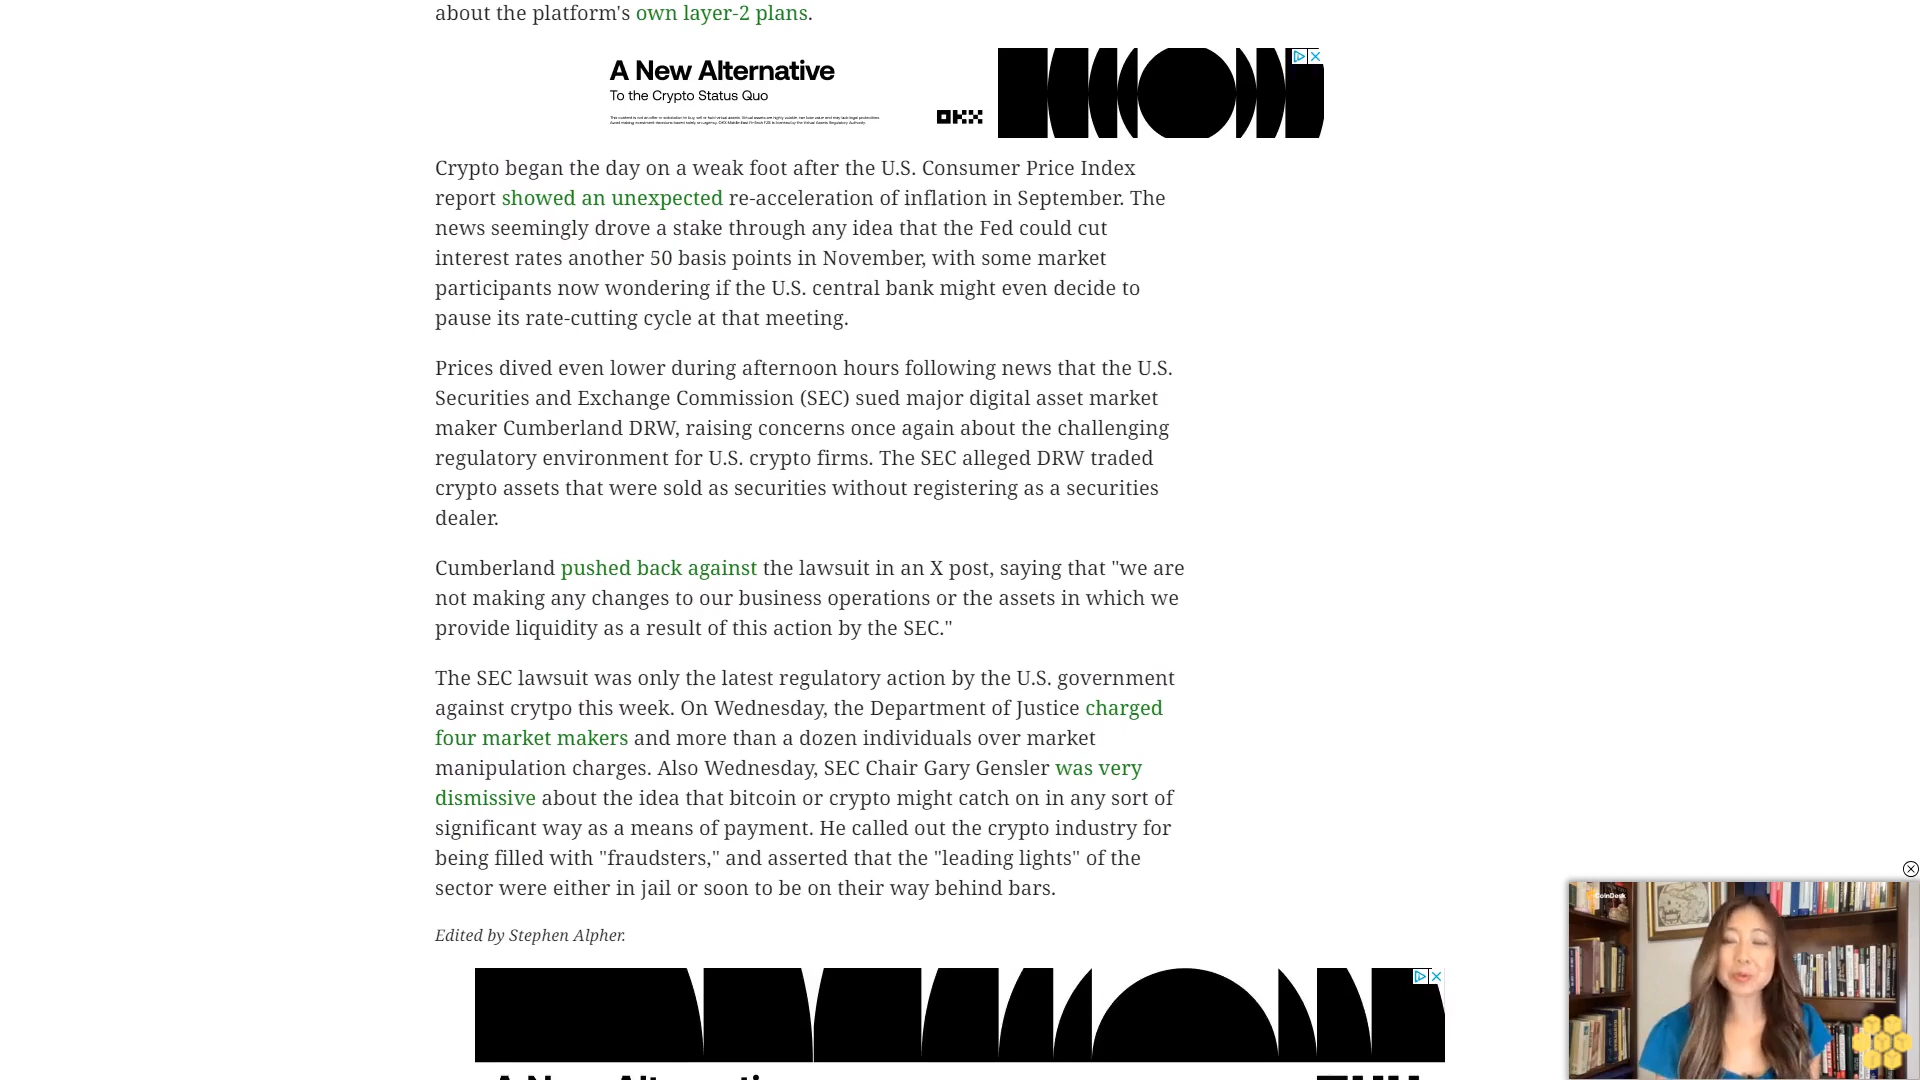 about the platform's own layer-2 plans.
A New Alternative
To the Crypto Status Quo
OKX
Crypto began the day on a weak foot after the U.S. Consumer Price Index
report showed an unexpected re-acceleration of inflation in September. The
news seemingly drove a stake through any idea that the Fed could cut
interest rates another 50 basis points in November, with some market
participants now wondering if the U.S. central bank might even decide to
pause its rate-cutting cycle at that meeting.
Prices dived even lower during afternoon hours following news that the U.S.
Securities and Exchange Commission (SEC) sued major digital asset market
maker Cumberland DRW, raising concerns once again about the challenging
regulatory environment for U.S. crypto firms. The SEC alleged DRW traded
crypto assets that were sold as securities without registering as a securities
dealer.
Cumberland pushed back against the lawsuit in an X post, saying that "we are
not making any changes to our business operations or the assets in which we
provide liquidity as a result of this action by the SEC."
The SEC lawsuit was only the latest regulatory action by the U.S. government
against crytpo this week. On Wednesday, the Department of Justice charged
four market makers and more than a dozen individuals over market
manipulation charges. Also Wednesday, SEC Chair Gary Gensler was very
dismissive about the idea that bitcoin or crypto might catch on in any sort of
significant way as a means of payment. He called out the crypto industry for
being filled with "fraudsters," and asserted that the "leading lights" of the
sector were either in jail or soon to be on their way behind bars.
Edited by Stephen Alpher.
CoinDesk